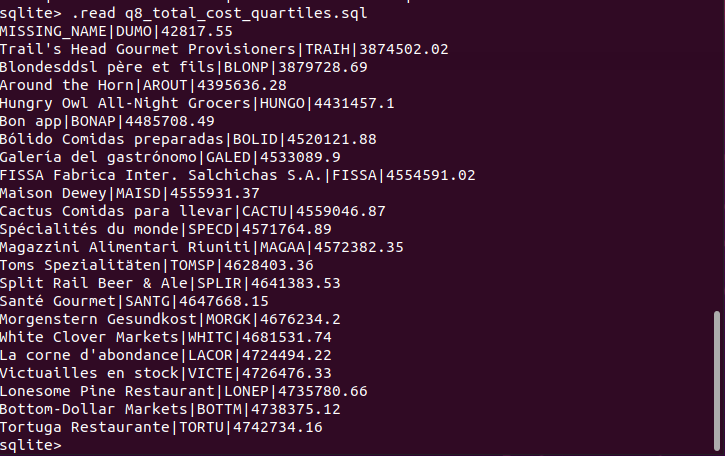 sqlite> .read q8_total_cost_quartiles.sql
MISSING_NAME|DUMO|42817.55
Trail's Head Gourmet Provisioners|TRAIH|3874502.02
Blondesddsl père et fils|BLONP|3879728.69
Around the Horn|AROUT|4395636.28
Hungry Owl All-Night Grocers|HUNGO|4431457.1
Bon app|BONAP|4485708.49
Bólido Comidas preparadas|BOLID|4520121.88
Galería del gastrónomo|GALED|4533089.9
FISSA Fabrica Inter. Salchichas S.A.|FISSA|4554591.02
Maison Dewey|MAISD|4555931.37
Cactus Comidas para llevar|CACTU|4559046.87
Spécialités du monde|SPECD|4571764.89
Magazzini Alimentari Riuniti|MAGAA|4572382.35
Toms Spezialitäten|TOMSP|4628403.36
Split Rail Beer & Ale|SPLIR|4641383.53
Santé Gourmet|SANTG|4647668.15
Morgenstern Gesundkost|MORGK|4676234.2
White Clover Markets|WHITC|4681531.74
La corne d'abondance|LACOR|4724494.22
Victuailles en stock|VICTE|4726476.33
Lonesome Pine Restaurant|LONEP|4735780.66
Bottom-Dollar Markets|BOTTM|4738375.12
Tortuga Restaurante|TORTU|4742734.16
sqlite>